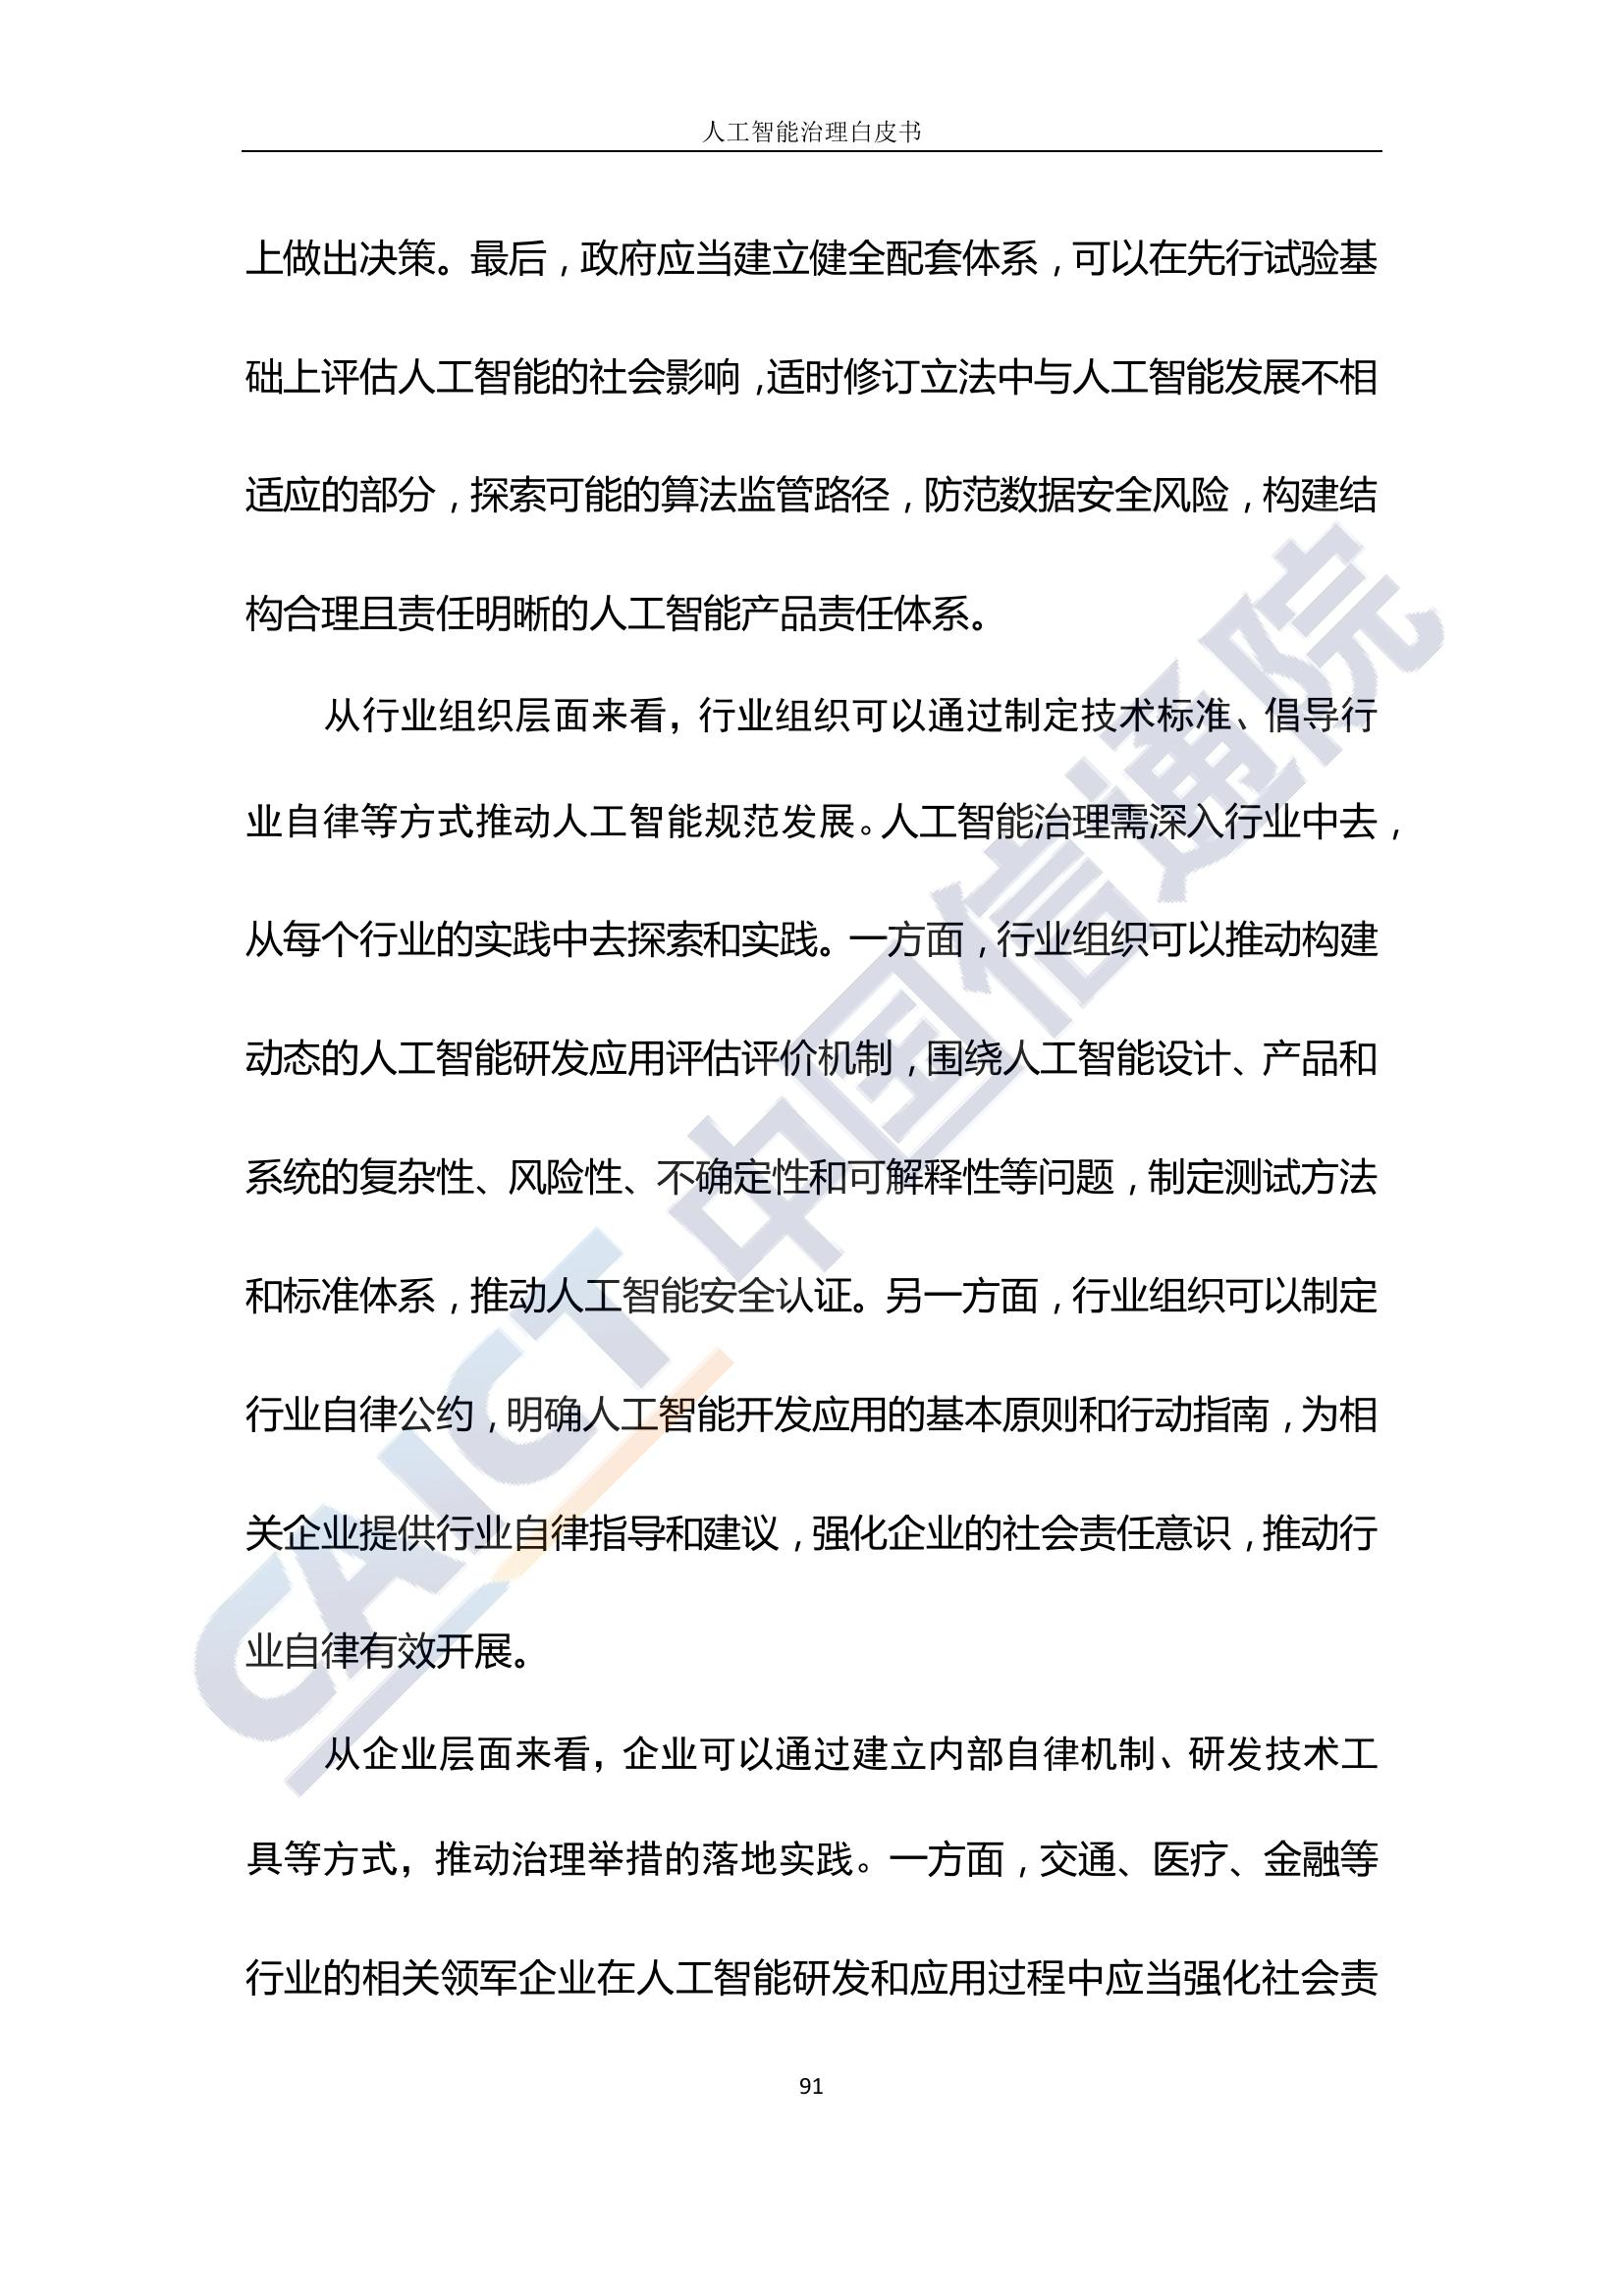 人工智能治理白皮书
上做出决策。最后，政府应当建立健全配套体系，可以在先行试验基
础上评估人工智能的社会影响，适时修订立法中与人工智能发展不相
适应的部分，探索可能的算法监管路径，防范数据安全风险，构建结
构合理且责任明晰的人工智能产品责任体系。
从行业组织层面来看，行业组织可以通过制定技术标准、倡导行
业自律等方式推动人工智能规范发展。人工智能治理需深入行业中去，
从每个行业的实践中去探索和实践。一方面，行业组织可以推动构建
动态的人工智能研发应用评估评价机制，围绕人工智能设计、产品和
系统的复杂性、风险性、不确定性和可解释性等问题，制定测试方法
和标准体系，推动人工智能安全认证。另一方面，行业组织可以制定
行业自律公约，明确人工智能开发应用的基本原则和行动指南，为相
关企业提供行业自律指导和建议，强化企业的社会责任意识，推动行
业自律有效开展。
从企业层面来看，企业可以通过建立内部自律机制、研发技术工
具等方式，推动治理举措的落地实践。一方面，交通、医疗、金融等
行业的相关领军企业在人工智能研发和应用过程中应当强化社会责
91
CAICT 中国信通院